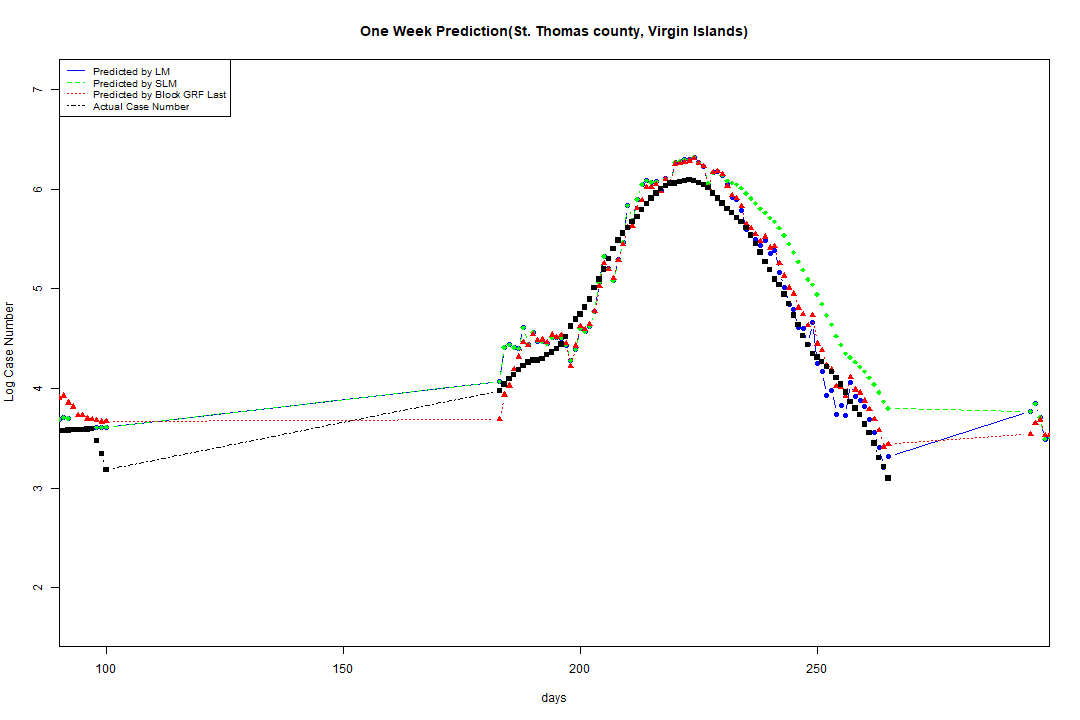 One Week Prediction(St. Thomas county, Virgin Islands)
Predicted by LM
Predicted by SLM
Predicted by Block GRF Last
Actual Case Number
7
6
5
4
3
2
Log Case Number
100 150 200 250
days